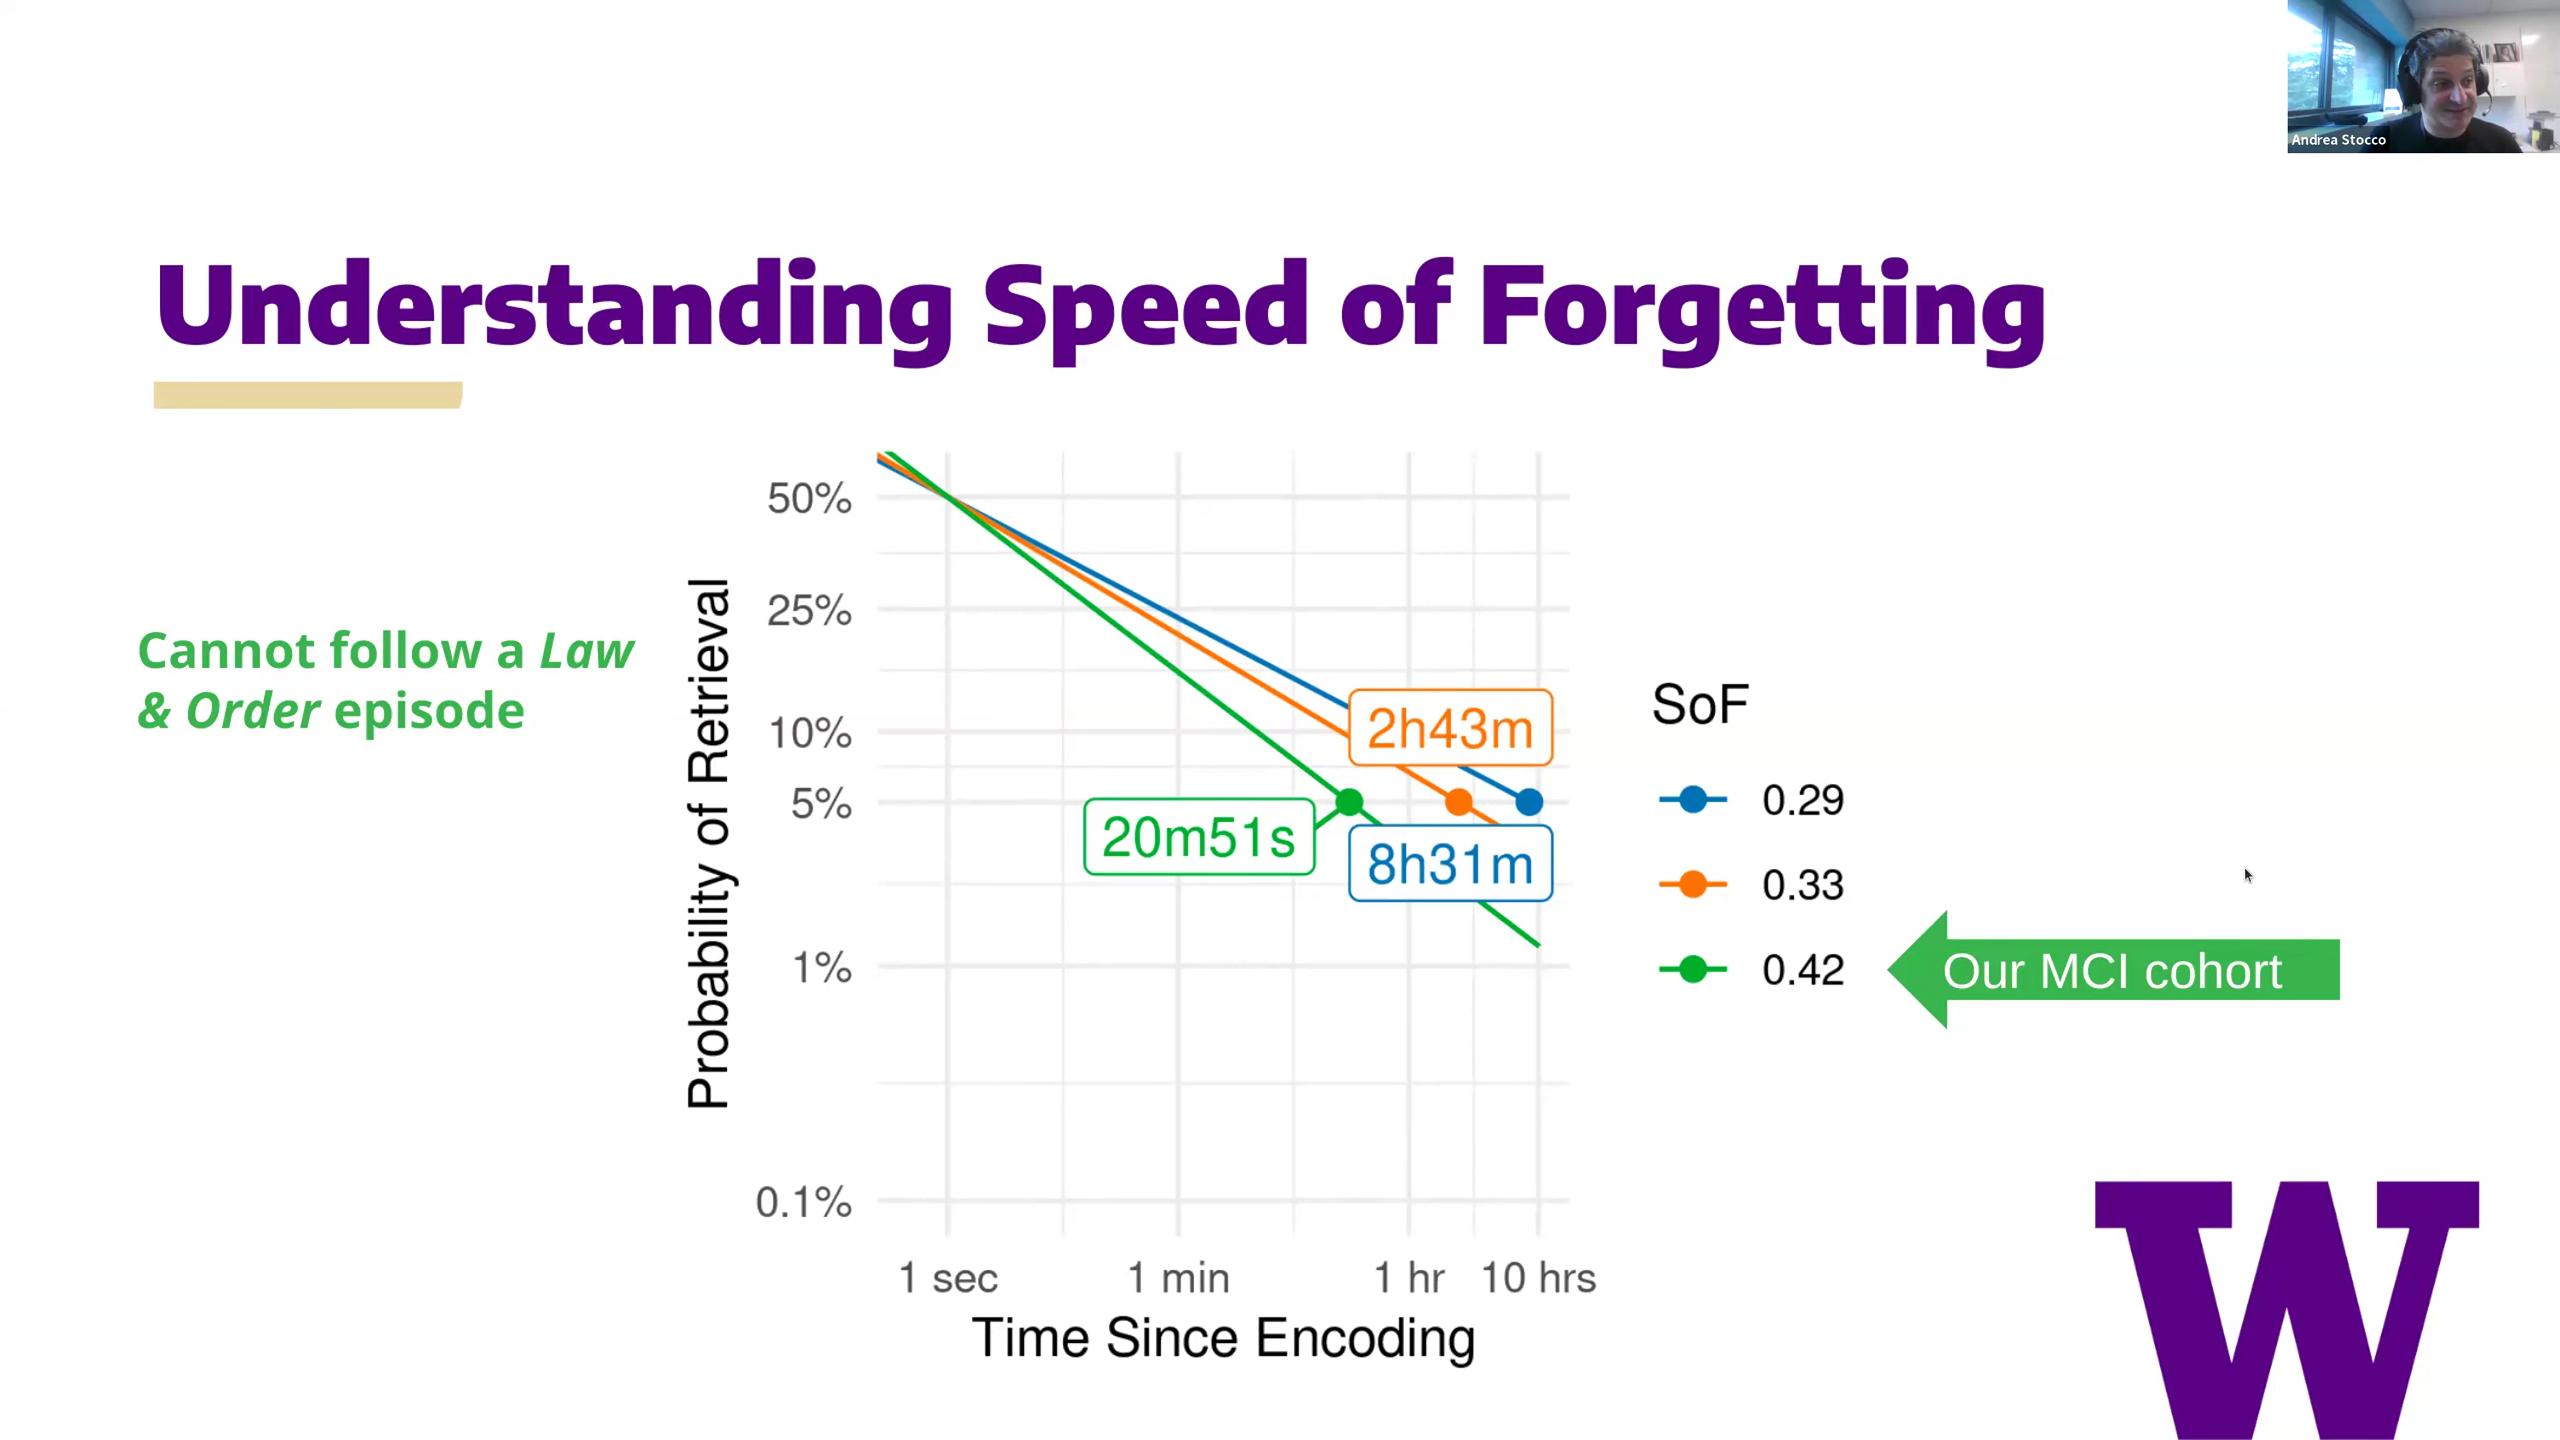 Andrea Stocco
Understanding Speed of Forgetting
Cannot follow a Law
& Order episode
Probability of Retrieval
50%
25%
10%
5%
1%
0.1%
2h43m
20m51s
8h31m
1 sec
1 min
1 hr
10 hrs
Time Since Encoding
SoF
0.29
0.33
0.42
Our MCI cohort
W